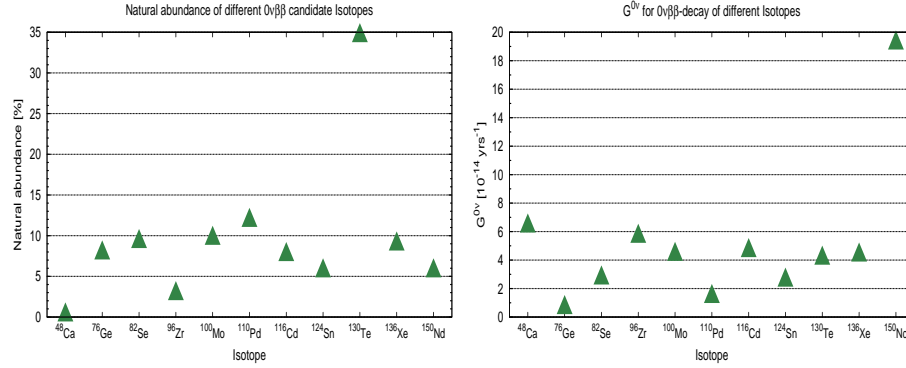 Natural abundance of different 0νββ candidate Isotopes
Natural abundance [%]
35
30
25
20
15
10
5
0
⁴⁸Ca ⁷⁶Ge ⁸²Se ⁹⁶Zr ¹⁰⁰Mo ¹¹⁰Pd ¹¹⁶Cd ¹²⁴Sn ¹³⁰Te ¹³⁶Xe ¹⁵⁰Nd
Isotope
G⁰ᵛ for 0νββ-decay of different Isotopes
G⁰ᵛ [10⁻¹⁴ yrs⁻¹]
20
18
16
14
12
10
8
6
4
2
0
⁴⁸Ca ⁷⁶Ge ⁸²Se ⁹⁶Zr ¹⁰⁰Mo ¹¹⁰Pd ¹¹⁶Cd ¹²⁴Sn ¹³⁰Te ¹³⁶Xe ¹⁵⁰Nd
Isotope